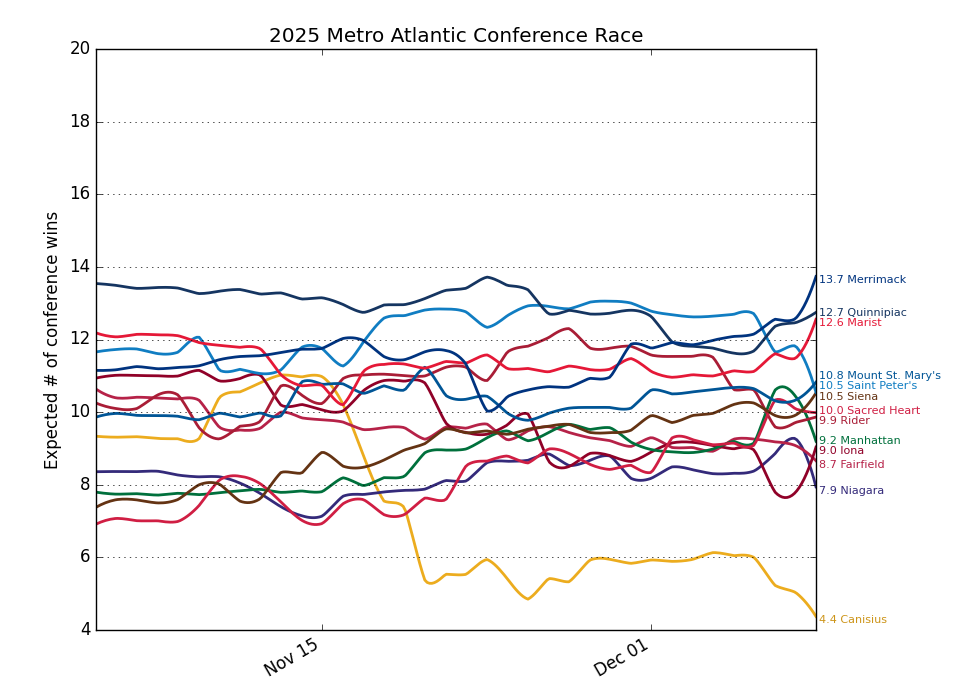 2025 Metro Atlantic Conference Race
Expected # of conference wins
20
18
16
14
12
10
8
6
4
Nov 15
Dec 01
13.7 Merrimack
12.7 Quinnipiac
12.6 Marist
10.8 Mount St. Mary's
10.5 Saint Peter's
10.5 Siena
10.0 Sacred Heart
9.9 Rider
9.2 Manhattan
9.0 Iona
8.7 Fairfield
7.9 Niagara
4.4 Canisius